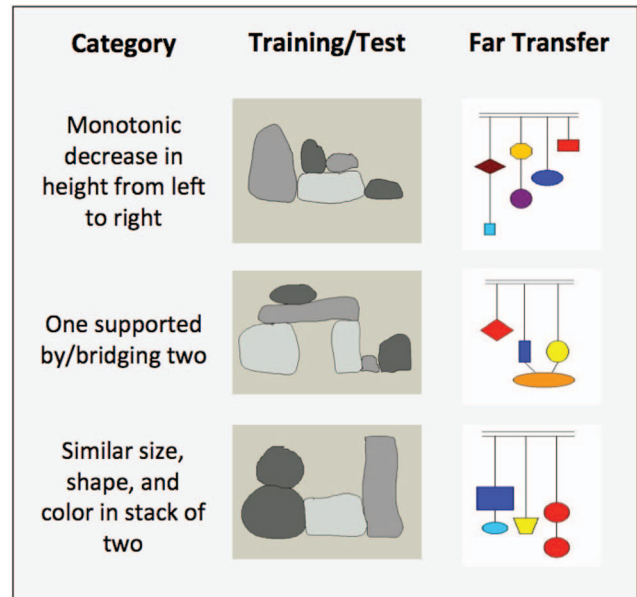 Category Training/Test Far Transfer
Monotonic
decrease in
height from left
to right
One supported
by/bridging two
Similar size,
shape, and
color in stack of
two